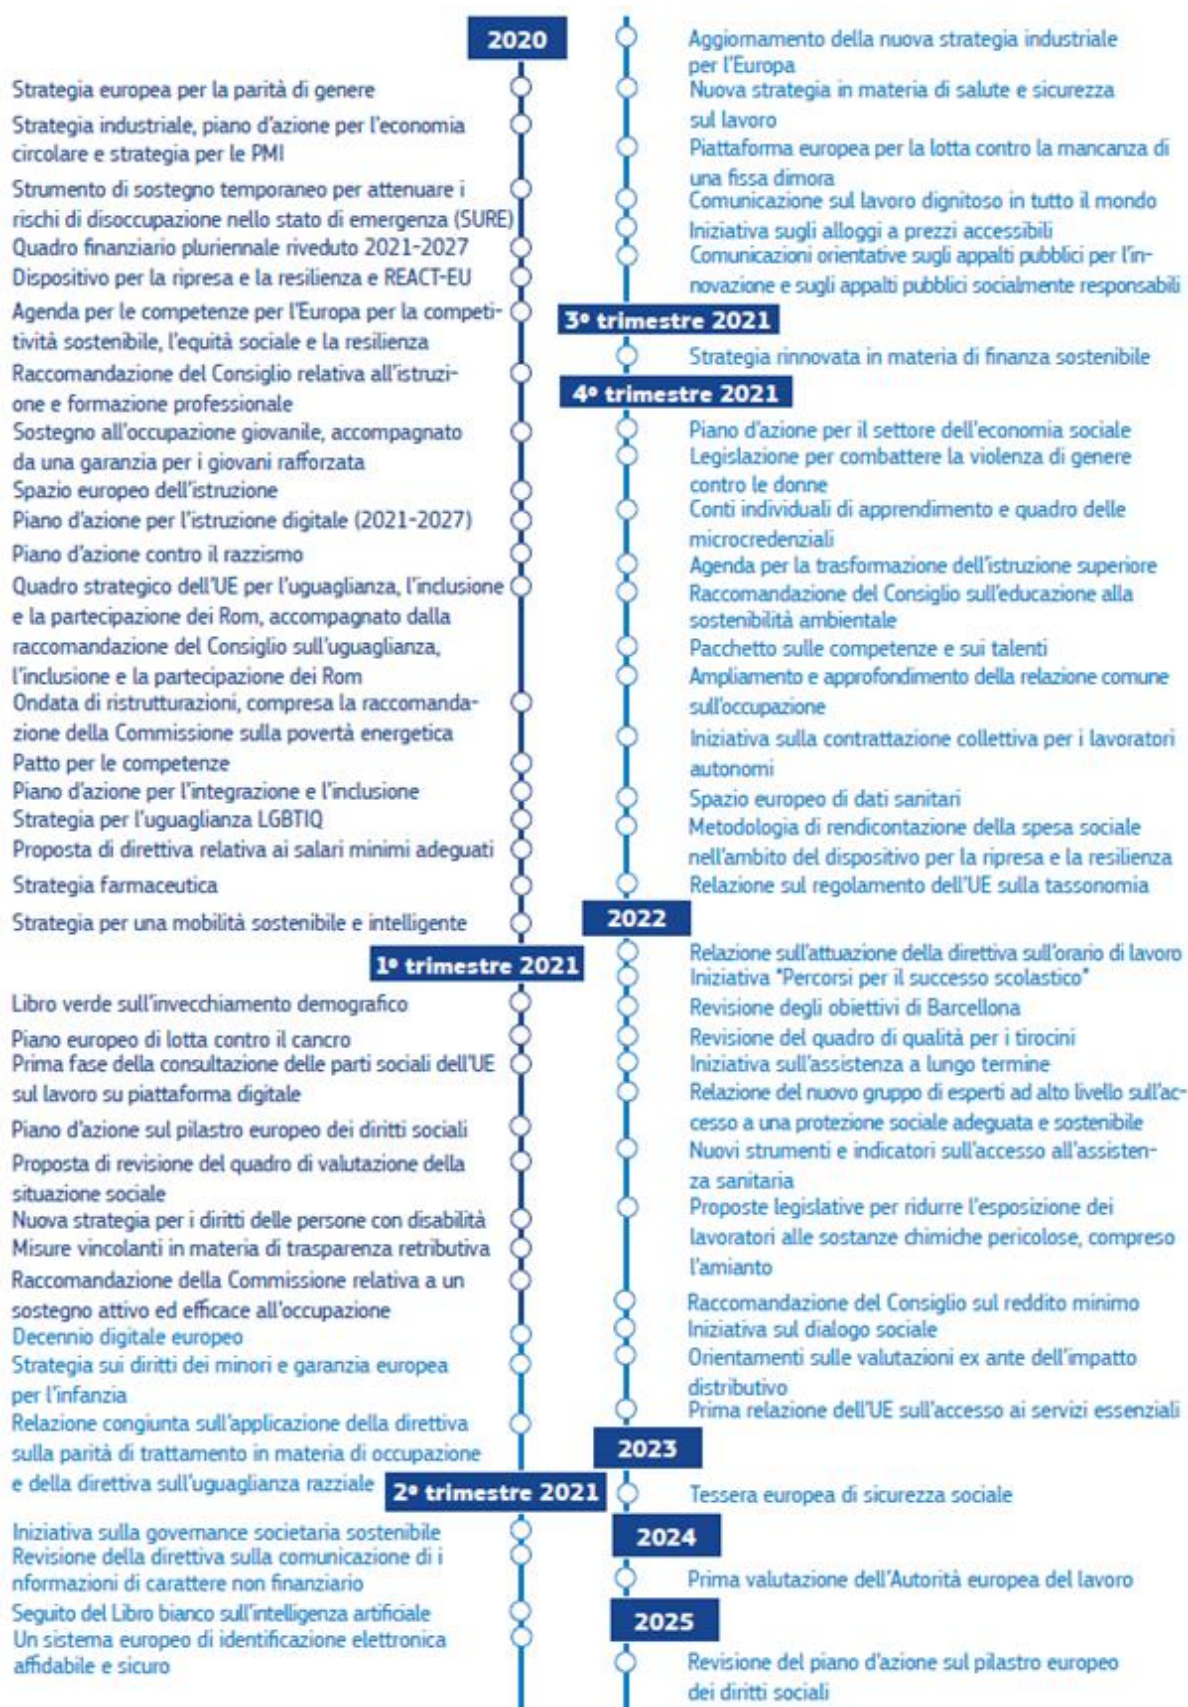 2020
Strategia europea per la parità di genere
Strategia industriale, piano d'azione per l'economia
circolare e strategia per le PMI
Strumento di sostegno temporaneo per attenuare i
rischi di disoccupazione nello stato di emergenza (SURE)
Quadro finanziario pluriennale riveduto 2021-2027
Dispositivo per la ripresa e la resilienza e REACT-EU
Agenda per le competenze per l'Europa per la competi-
tività sostenibile, l'equità sociale e la resilienza
Raccomandazione del Consiglio relativa all'istruzi-
one e formazione professionale
Sostegno all'occupazione giovanile, accompagnato
da una garanzia per i giovani rafforzata
Spazio europeo dell'istruzione
Piano d'azione per l'istruzione digitale (2021-2027)
Piano d'azione contro il razzismo
Quadro strategico dell'UE per l'uguaglianza, l'inclusione
e la partecipazione dei Rom, accompagnato dalla
raccomandazione del Consiglio sull'uguaglianza,
l'inclusione e la partecipazione dei Rom
Ondata di ristrutturazioni, compresa la raccomanda-
zione della Commissione sulla povertà energetica
Patto per le competenze
Piano d'azione per l'integrazione e l'inclusione
Strategia per l'uguaglianza LGBTIQ
Proposta di direttiva relativa ai salari minimi adeguati
Strategia farmaceutica
Strategia per una mobilità sostenibile e intelligente
1º trimestre 2021
Libro verde sull'invecchiamento demografico
Piano europeo di lotta contro il cancro
Prima fase della consultazione delle parti sociali dell'UE
sul lavoro su piattaforma digitale
Piano d'azione sul pilastro europeo dei diritti sociali
Proposta di revisione del quadro di valutazione della
situazione sociale
Nuova strategia per i diritti delle persone con disabilità
Misure vincolanti in materia di trasparenza retributiva
Raccomandazione della Commissione relativa a un
sostegno attivo ed efficace all'occupazione
Decennio digitale europeo
Strategia sui diritti dei minori e garanzia europea
per l'infanzia
Relazione congiunta sull'applicazione della direttiva
sulla parità di trattamento in materia di occupazione
e della direttiva sull'uguaglianza razziale
2º trimestre 2021
Iniziativa sulla governance societaria sostenibile
Revisione della direttiva sulla comunicazione di i
nformazioni di carattere non finanziario
Seguito del Libro bianco sull'intelligenza artificiale
Un sistema europeo di identificazione elettronica
affidabile e sicuro
Aggiornamento della nuova strategia industriale
per l'Europa
Nuova strategia in materia di salute e sicurezza
sul lavoro
Piattaforma europea per la lotta contro la mancanza di
una fissa dimora
Comunicazione sul lavoro dignitoso in tutto il mondo
Iniziativa sugli alloggi a prezzi accessibili
Comunicazioni orientative sugli appalti pubblici per l'in-
novazione e sugli appalti pubblici socialmente responsabili
3º trimestre 2021
Strategia rinnovata in materia di finanza sostenibile
4º trimestre 2021
Piano d'azione per il settore dell'economia sociale
Legislazione per combattere la violenza di genere
contro le donne
Conti individuali di apprendimento e quadro delle
microcredenziali
Agenda per la trasformazione dell'istruzione superiore
Raccomandazione del Consiglio sull'educazione alla
sostenibilità ambientale
Pacchetto sulle competenze e sui talenti
Ampliamento e approfondimento della relazione comune
sull'occupazione
Iniziativa sulla contrattazione collettiva per i lavoratori
autonomi
Spazio europeo di dati sanitari
Metodologia di rendicontazione della spesa sociale
nell'ambito del dispositivo per la ripresa e la resilienza
Relazione sul regolamento dell'UE sulla tassonomia
2022
Relazione sull'attuazione della direttiva sull'orario di lavoro
Iniziativa "Percorsi per il successo scolastico"
Revisione degli obiettivi di Barcellona
Revisione del quadro di qualità per i tirocini
Iniziativa sull'assistenza a lungo termine
Relazione del nuovo gruppo di esperti ad alto livello sull'ac-
cesso a una protezione sociale adeguata e sostenibile
Nuovi strumenti e indicatori sull'accesso all'assisten-
za sanitaria
Proposte legislative per ridurre l'esposizione dei
lavoratori alle sostanze chimiche pericolose, compreso
l'amianto
Raccomandazione del Consiglio sul reddito minimo
Iniziativa sul dialogo sociale
Orientamenti sulle valutazioni ex ante dell'impatto
distributivo
Prima relazione dell'UE sull'accesso ai servizi essenziali
2023
Tessera europea di sicurezza sociale
2024
Prima valutazione dell'Autorità europea del lavoro
2025
Revisione del piano d'azione sul pilastro europeo
dei diritti sociali